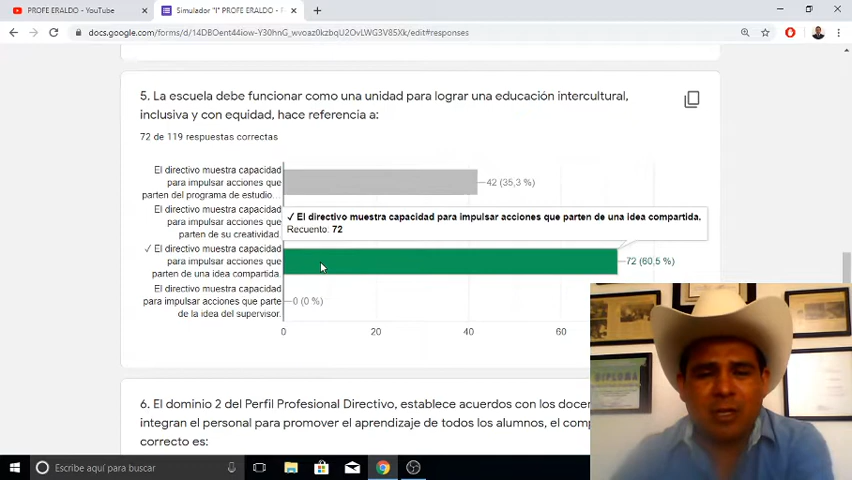 PROFE ERALDO - YouTube
Simulador "I" PROFE ERALDO - F
docs.google.com/forms/d/14DBOent44iow-Y30hnG_wvoaz0kzbqU2OvLWG3V85Xk/edit#responses
5. La escuela debe funcionar como una unidad para lograr una educación intercultural,
inclusiva y con equidad, hace referencia a:
72 de 119 respuestas correctas
El directivo muestra capacidad
para impulsar acciones que
parten del programa de estudio…
42 (35,3 %)
El directivo muestra capacidad
para impulsar acciones que
parten de su creatividad.
✓ El directivo muestra capacidad para impulsar acciones que parten de una idea compartida.
Recuento: 72
✓ El directivo muestra capacidad
para impulsar acciones que
parten de una idea compartida.
72 (60,5 %)
El directivo muestra capacidad
para impulsar acciones que parte
de la idea del supervisor.
0 (0 %)
0 20 40 60
6. El dominio 2 del Perfil Profesional Directivo, establece acuerdos con los docen
integran el personal para promover el aprendizaje de todos los alumnos, el comp
correcto es:
DIPLOMA
Escribe aquí para buscar